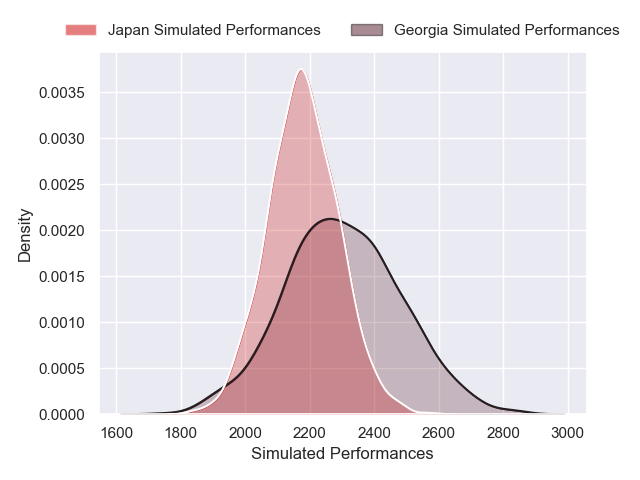 Japan Simulated Performances
Georgia Simulated Performances
Density
0.0035
0.0030
0.0025
0.0020
0.0015
0.0010
0.0005
0.0000
1600 1800 2000 2200 2400 2600 2800 3000
Simulated Performances